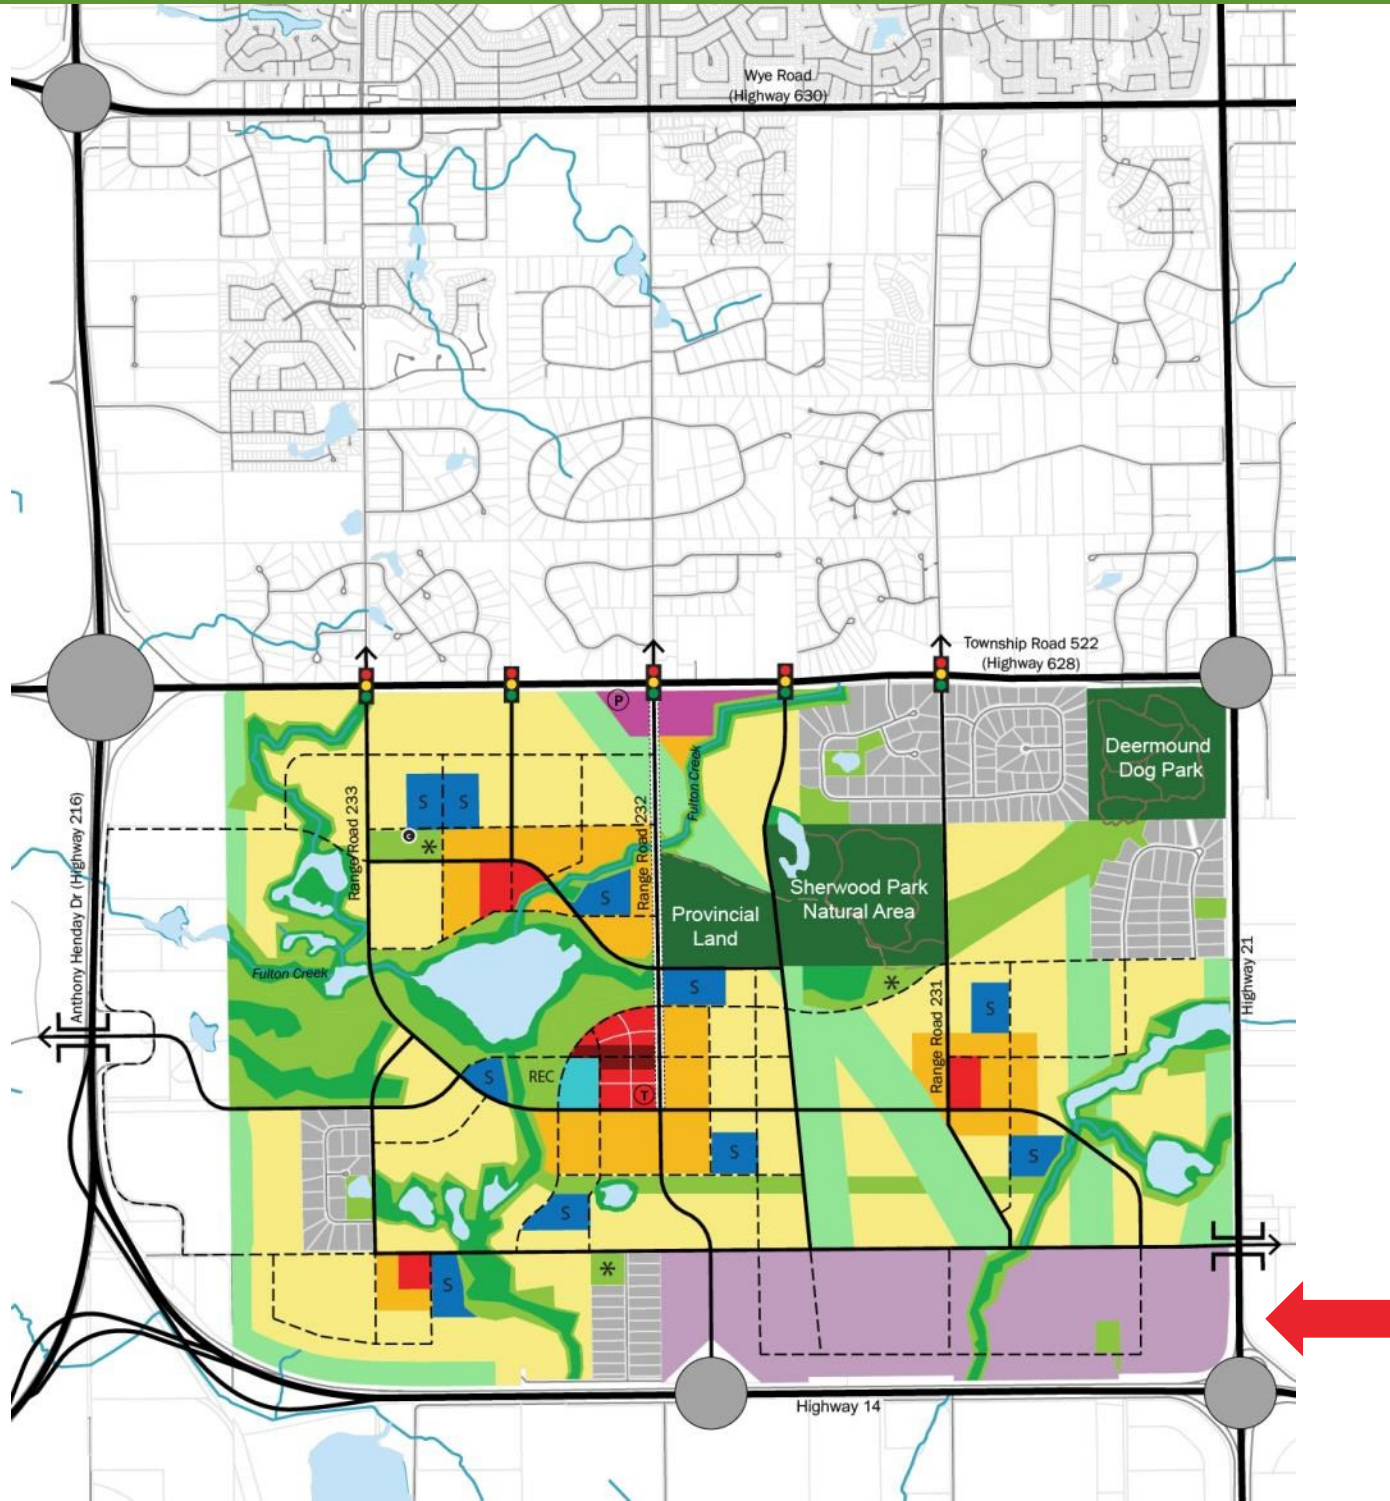 Wye Road
(Highway 630)
Township Road 522
(Highway 628)
P
Deermound
Dog Park
Fulton Creek
Range Road 233
Range Road 232
Anthony Henday Dr (Highway 216)
S
S
C
*
S
Sherwood Park
Natural Area
Provincial
Land
Highway 21
Fulton Creek
S
*
Range Road 231
S
S
REC
T
S
S
S
*
S
Highway 14